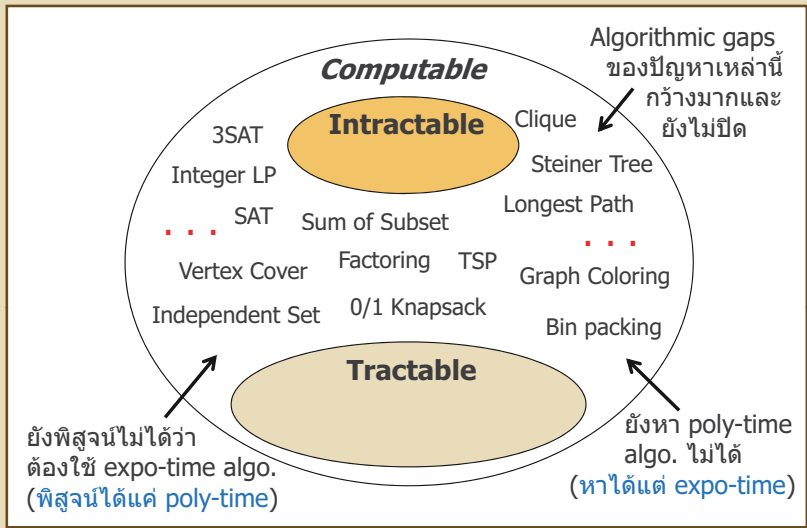 Computable
Algorithmic gaps
ของปัญหาเหล่านี้
กว้างมากและ
ยังไม่ปิด
Intractable
Clique
3SAT
Steiner Tree
Integer LP
Longest Path
SAT
Sum of Subset
. . .
. . .
Factoring
TSP
Vertex Cover
Graph Coloring
0/1 Knapsack
Independent Set
Bin packing
Tractable
ยังพิสูจน์ไม่ได้ว่า
ต้องใช้ expo-time algo.
(พิสูจน์ได้แค่ poly-time)
ยังหา poly-time
algo. ไม่ได้
(หาได้แต่ expo-time)